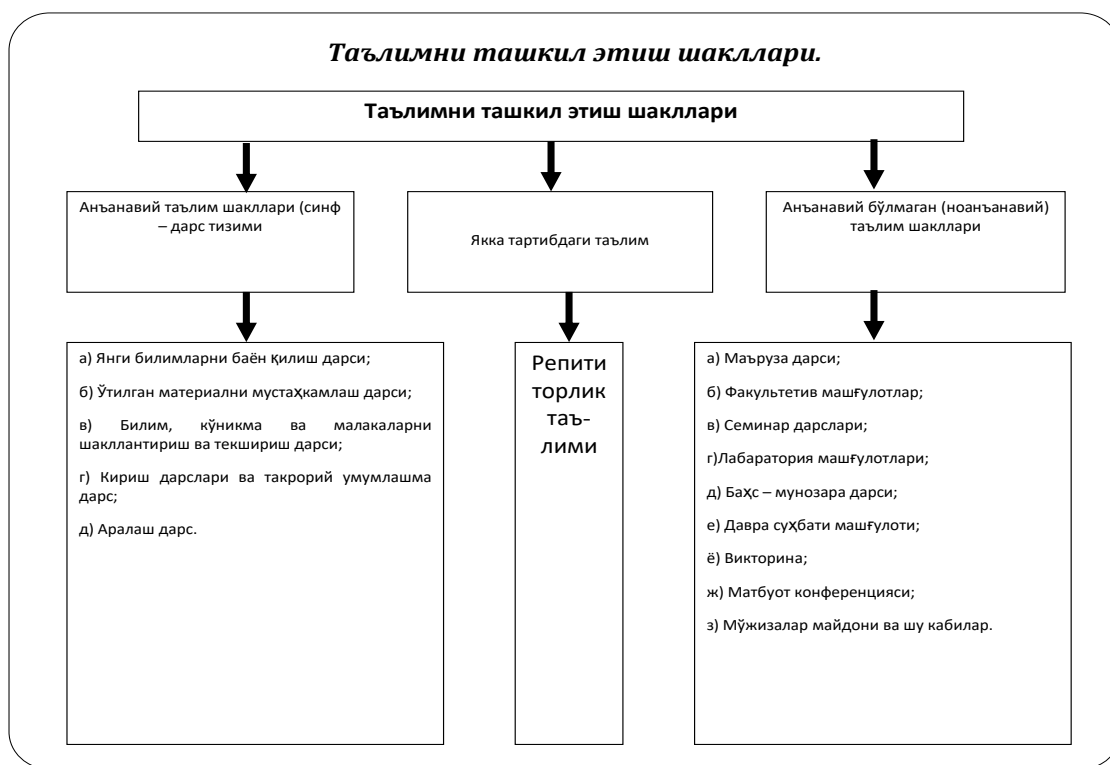 Таълимни ташкил этиш шакллари.
Таълимни ташкил этиш шакллари
Анъанавий таълим шакллари (синф
– дарс тизими
Якка тартибдаги таълим
Анъанавий бўлмаган (ноанъанавий)
таълим шакллари
а) Янги билимларни баён қилиш дарси;
б) Ўтилган материални мустаҳкамлаш дарси;
в) Билим, кўникма ва малакаларни
шакллантириш ва текшириш дарси;
г) Кириш дарслари ва такрорий умумлашма
дарс;
д) Аралаш дарс.
Репити
торлик
таъ-
лими
а) Маъруза дарси;
б) Факультетив машғулотлар;
в) Семинар дарслари;
г)Лабаратория машғулотлари;
д) Баҳс – мунозара дарси;
е) Давра суҳбати машғулоти;
ё) Викторина;
ж) Матбуот конференцияси;
з) Мўжизалар майдони ва шу кабилар.